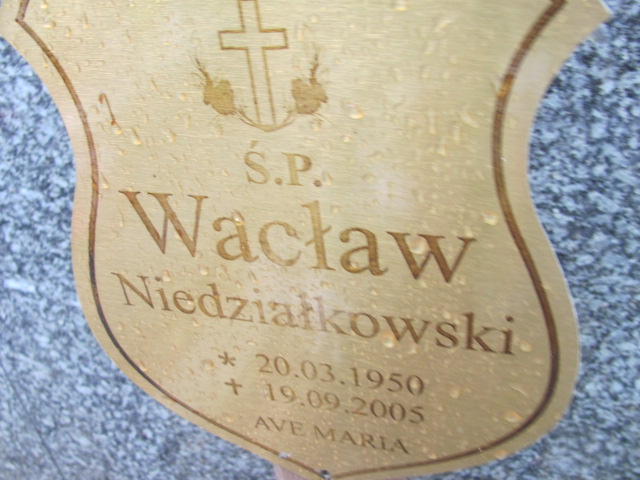 Ś.P.
Wacław
Niedziałkowski
* 20.03.1950
✝ 19.09.2005
AVE MARIA